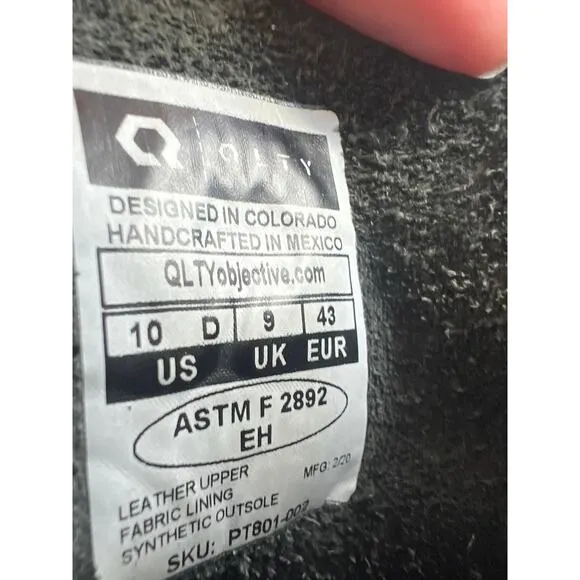 QLTY
DESIGNED IN COLORADO
HANDCRAFTED IN MEXICO
QLTYobjective.com
10 D 9 43
US UK EUR
ASTM F 2892
EH
LEATHER UPPER
FABRIC LINING
SYNTHETIC OUTSOLE
MFG: 2/20
SKU: PT801-002